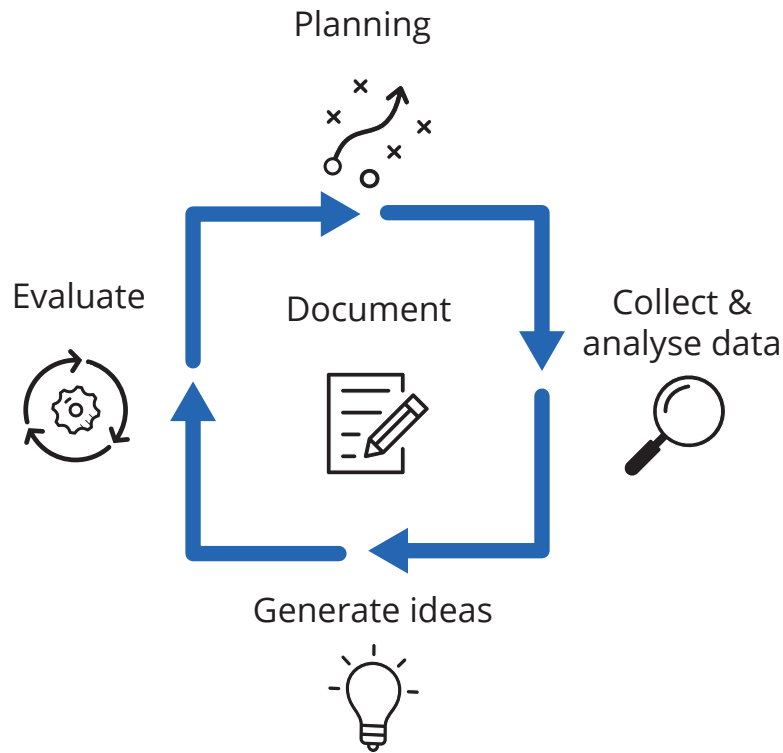 Planning
Evaluate
Document
Collect &
analyse data
Generate ideas